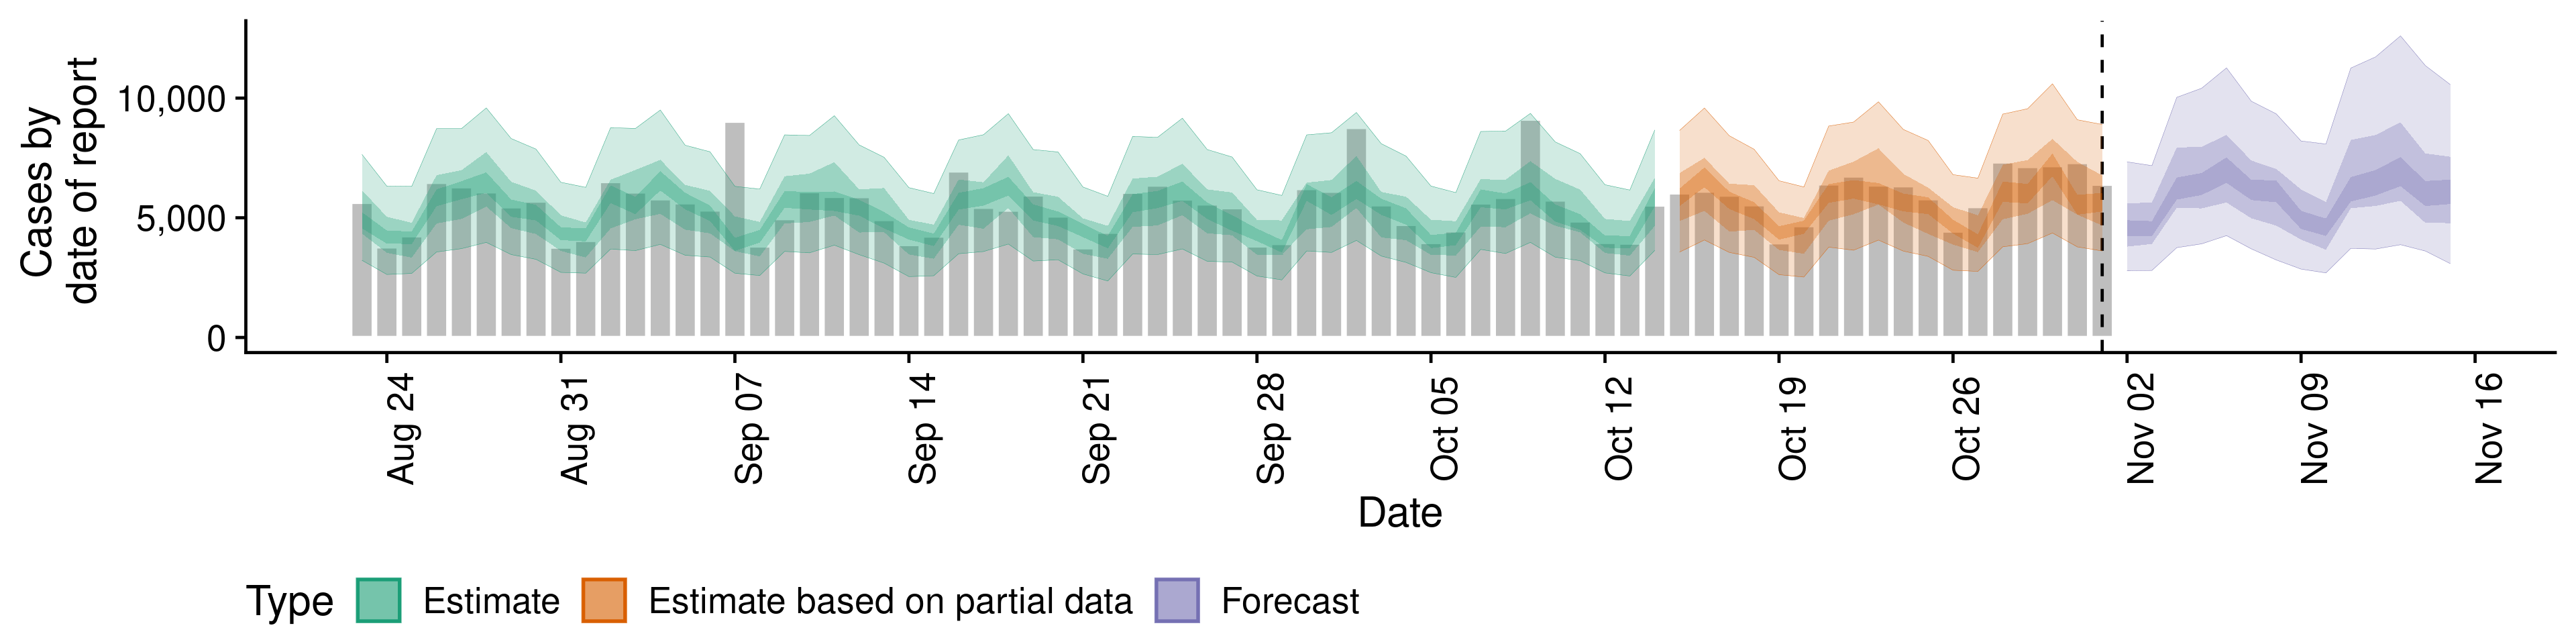 Cases by
date of report
10,000
5,000
0
Aug 24
Aug 31
Sep 07
Sep 14
Sep 21
Sep 28
Oct 05
Oct 12
Oct 19
Oct 26
Nov 02
Nov 09
Nov 16
Date
Type Estimate Estimate based on partial data Forecast